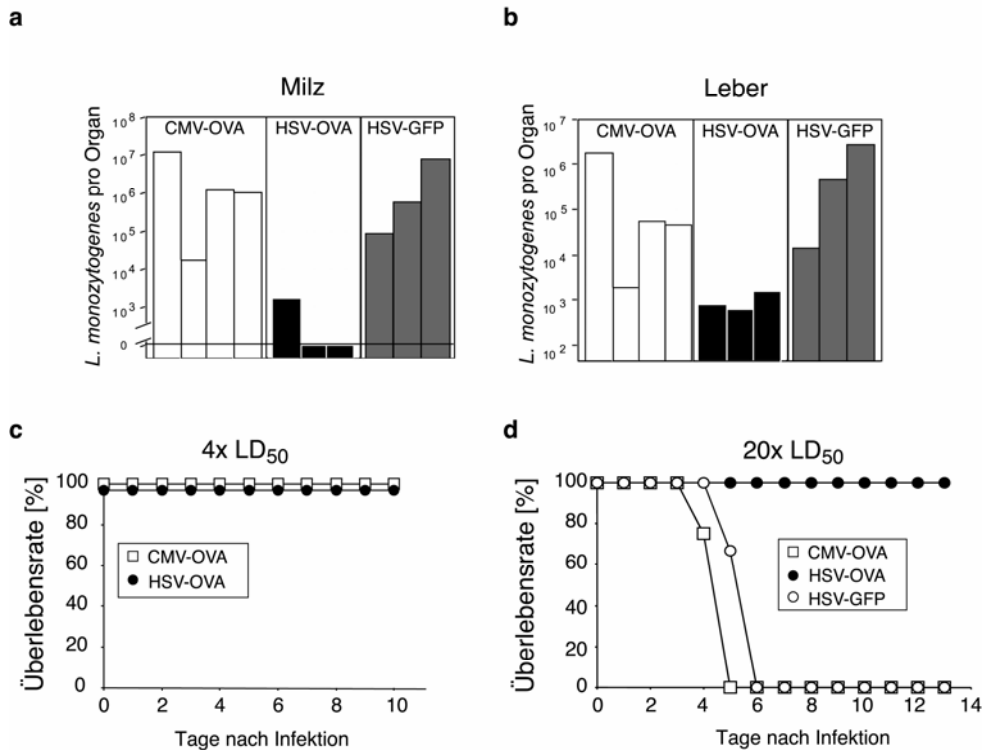 a
Milz
L. monozytogenes pro Organ
10⁸
10⁷
10⁶
10⁵
10⁴
10³
0
CMV-OVA
HSV-OVA
HSV-GFP
b
Leber
L. monozytogenes pro Organ
10⁷
10⁶
10⁵
10⁴
10³
10²
CMV-OVA
HSV-OVA
HSV-GFP
c
4x LD₅₀
Überlebensrate [%]
100
80
60
40
20
0
CMV-OVA
HSV-OVA
0 2 4 6 8 10
Tage nach Infektion
d
20x LD₅₀
Überlebensrate [%]
100
80
60
40
20
0
CMV-OVA
HSV-OVA
HSV-GFP
0 2 4 6 8 10 12 14
Tage nach Infektion